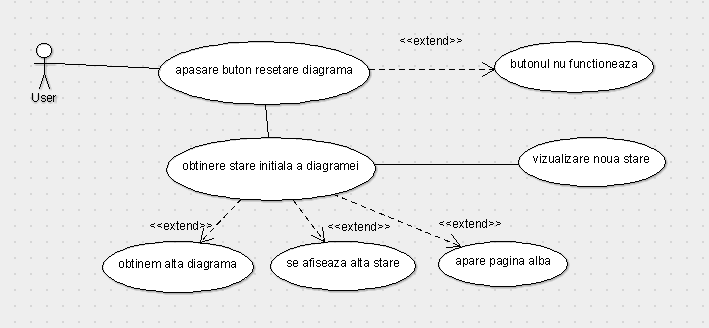 <<extend>>
apasare buton resetare diagrama
butonul nu functioneaza
User
obtinere stare initiala a diagramei
vizualizare noua stare
<<extend>>
<<extend>>
<<extend>>
obtinem alta diagrama
se afiseaza alta stare
apare pagina alba